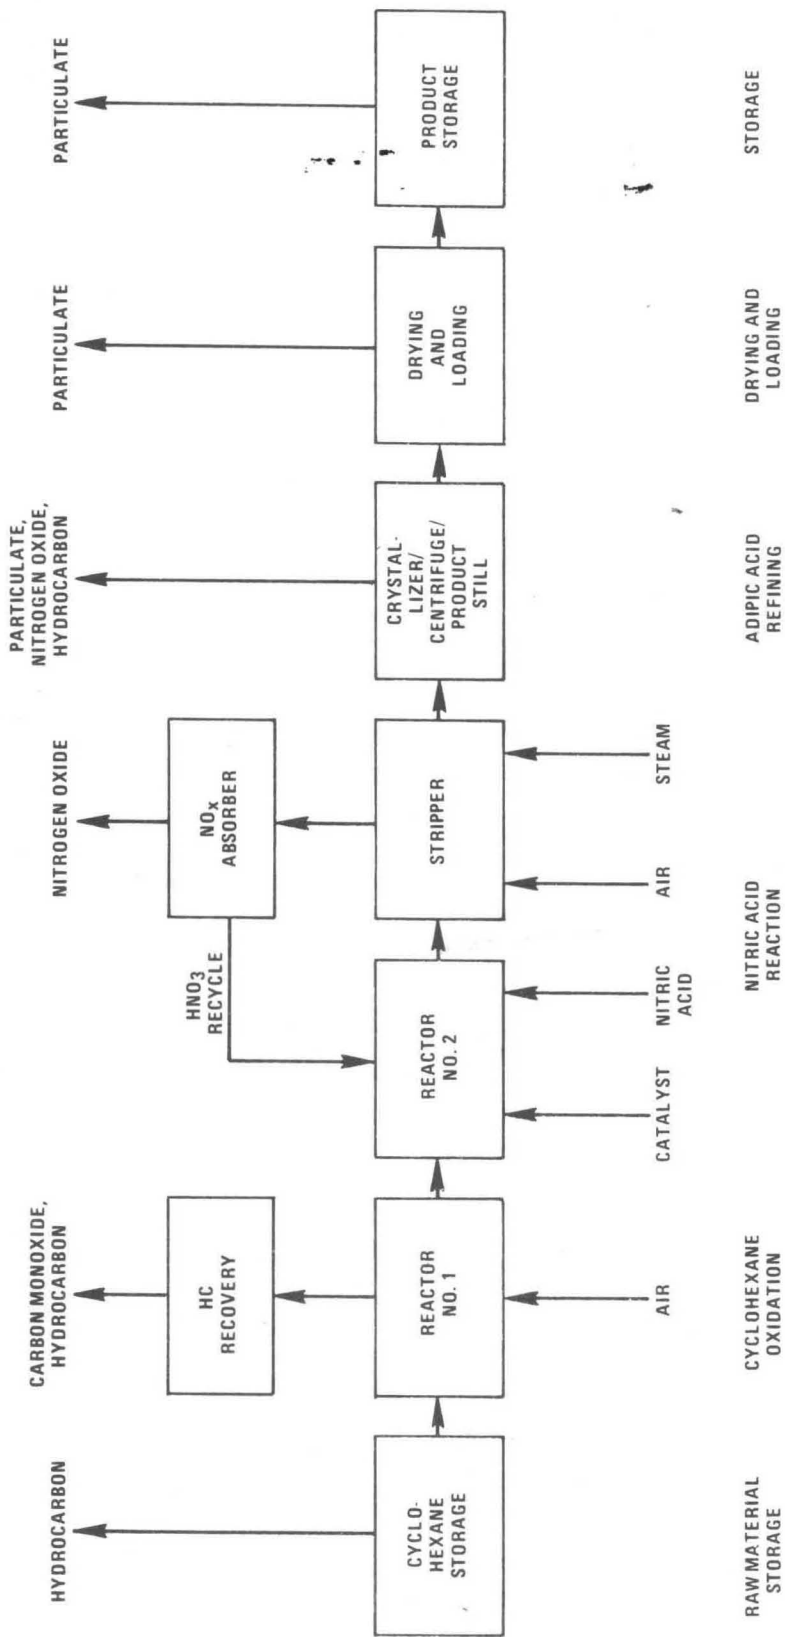 HYDROCARBON
CARBON MONOXIDE,
HYDROCARBON
NITROGEN OXIDE
PARTICULATE,
NITROGEN OXIDE,
HYDROCARBON
PARTICULATE
PARTICULATE
HC
RECOVERY
HNO3
RECYCLE
NOx
ABSORBER
CYCLO-
HEXANE
STORAGE
REACTOR
NO. 1
REACTOR
NO. 2
STRIPPER
CRYSTAL-
LIZER/
CENTRIFUGE/
PRODUCT
STILL
DRYING
AND
LOADING
PRODUCT
STORAGE
AIR
CATALYST
NITRIC
ACID
AIR
STEAM
RAW MATERIAL
STORAGE
CYCLOHEXANE
OXIDATION
NITRIC ACID
REACTION
ADIPIC ACID
REFINING
DRYING AND
LOADING
STORAGE